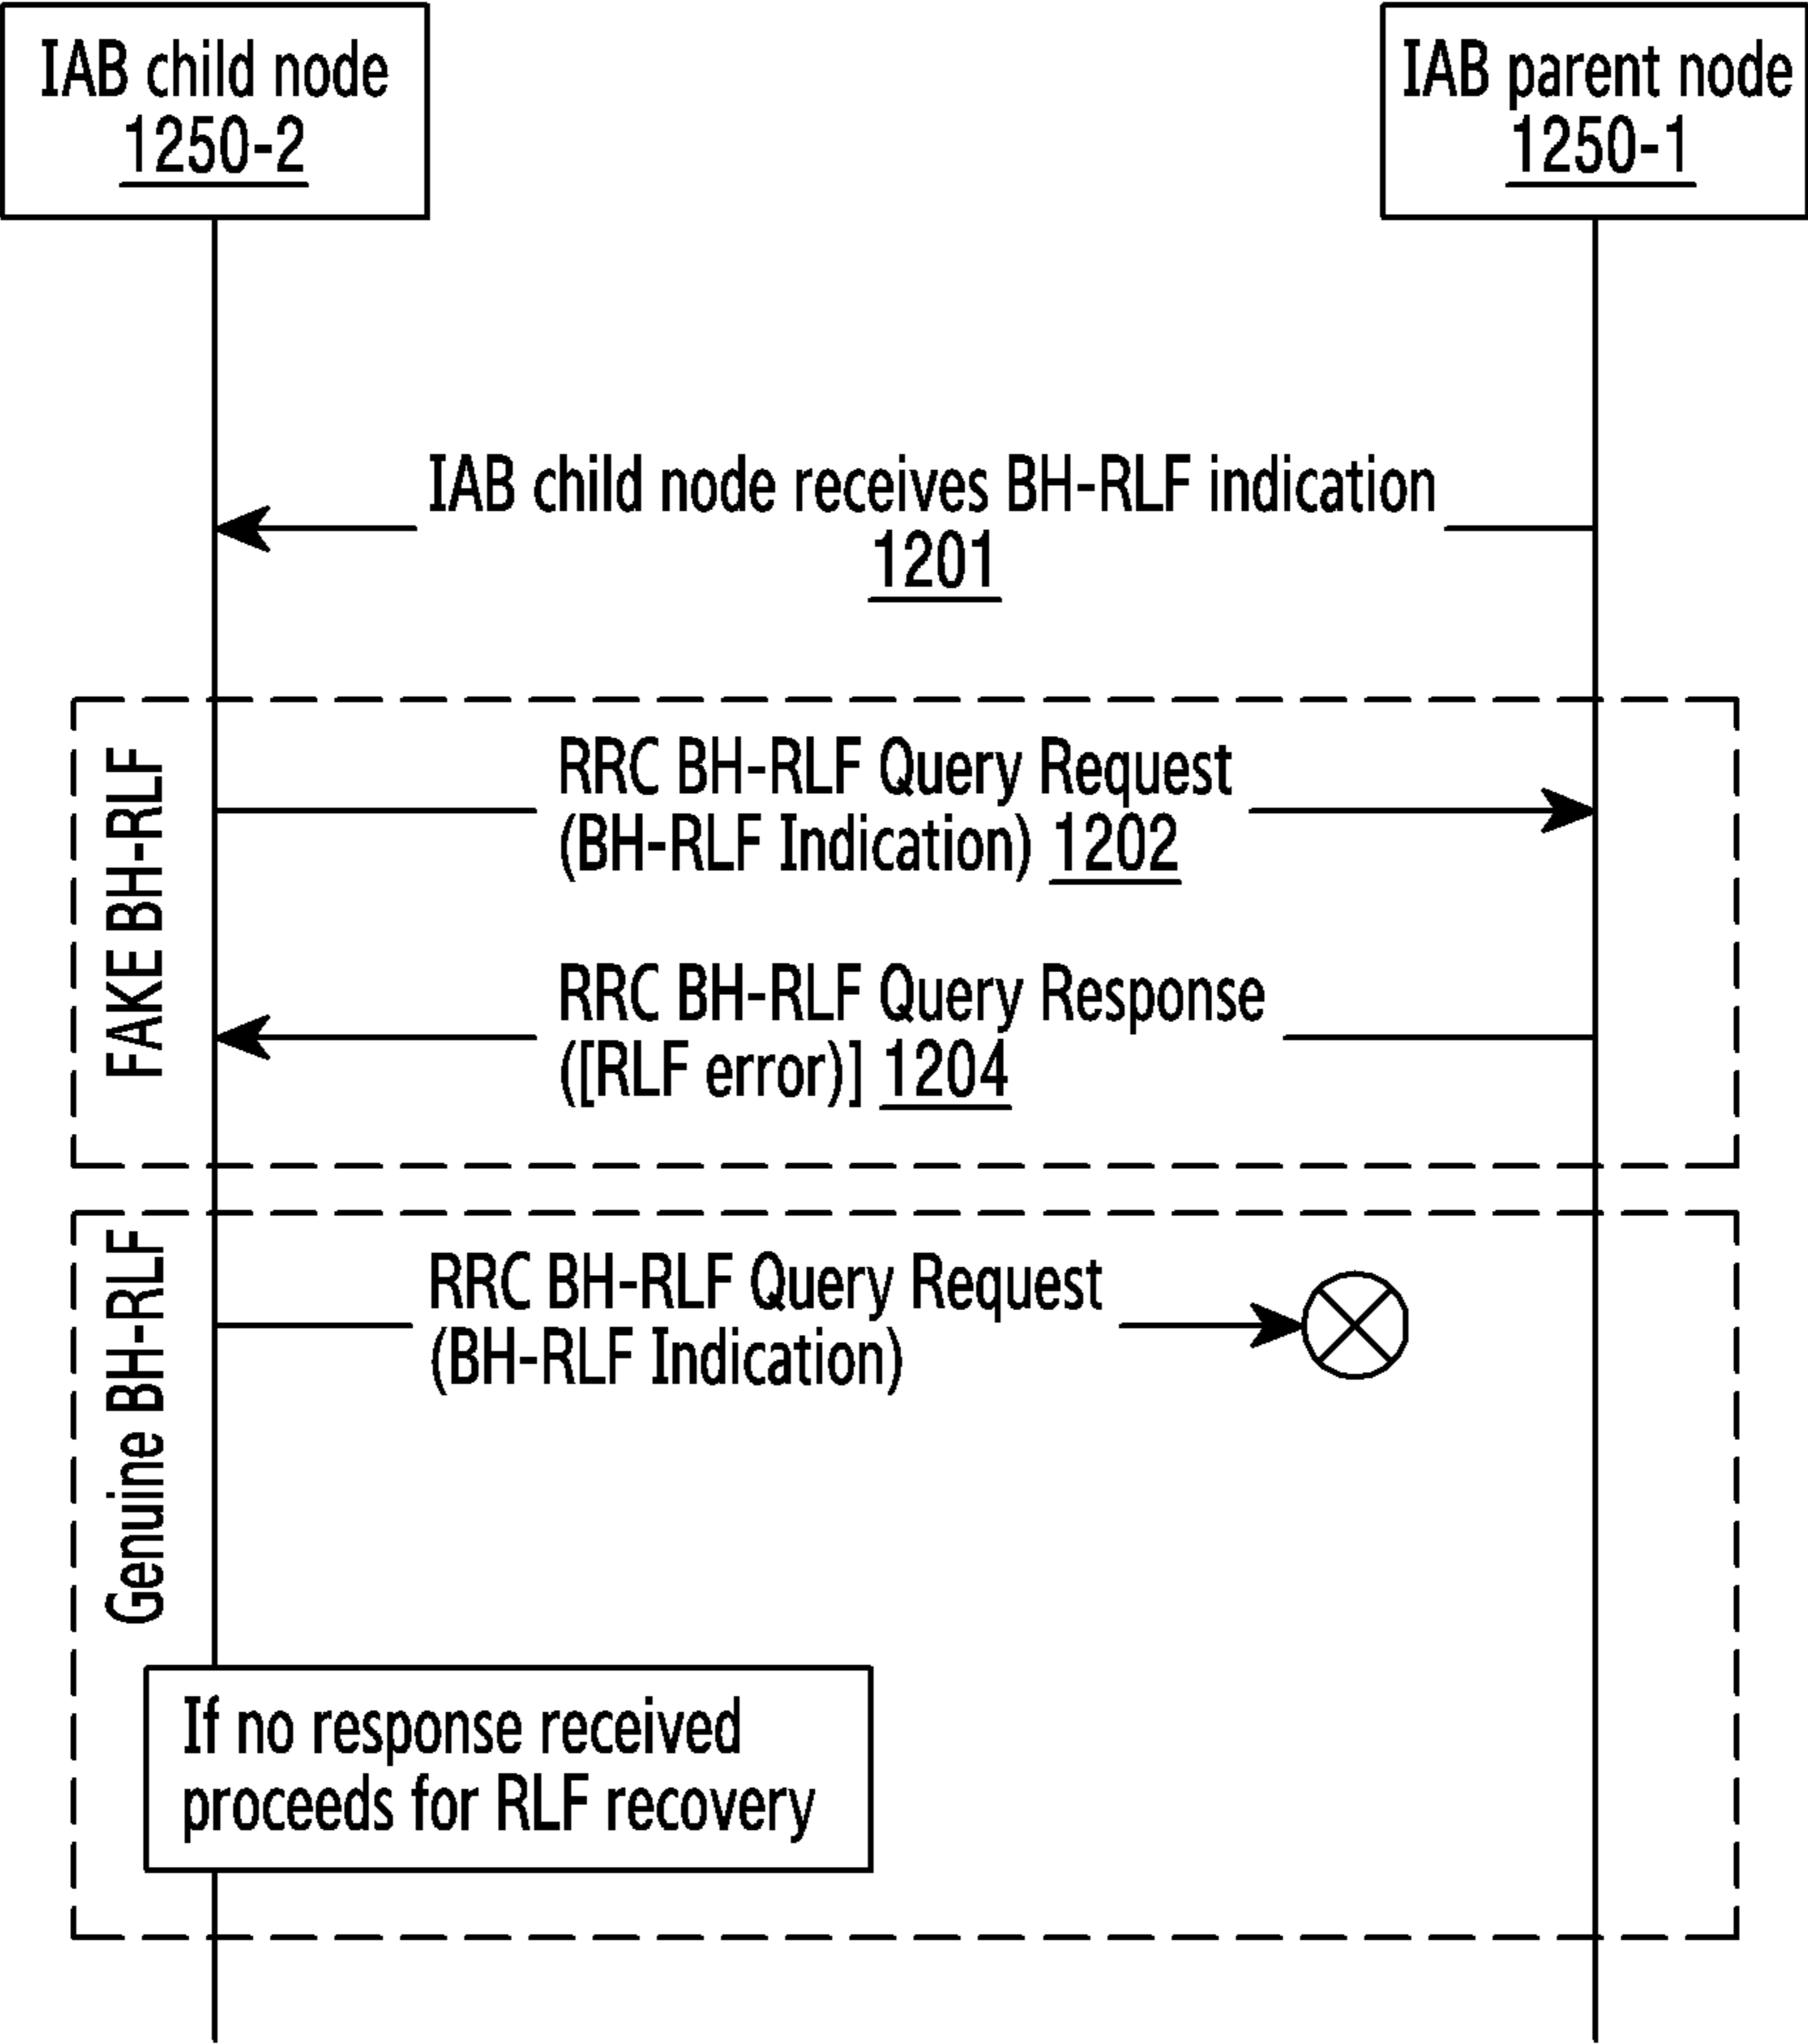 IAB child node
1250-2
IAB parent node
1250-1
IAB child node receives BH-RLF indication
1201
FAKE BH-RLF
RRC BH-RLF Query Request
(BH-RLF Indication) 1202
RRC BH-RLF Query Response
([RLF error)] 1204
Genuine BH-RLF
RRC BH-RLF Query Request
(BH-RLF Indication)
If no response received
proceeds for RLF recovery